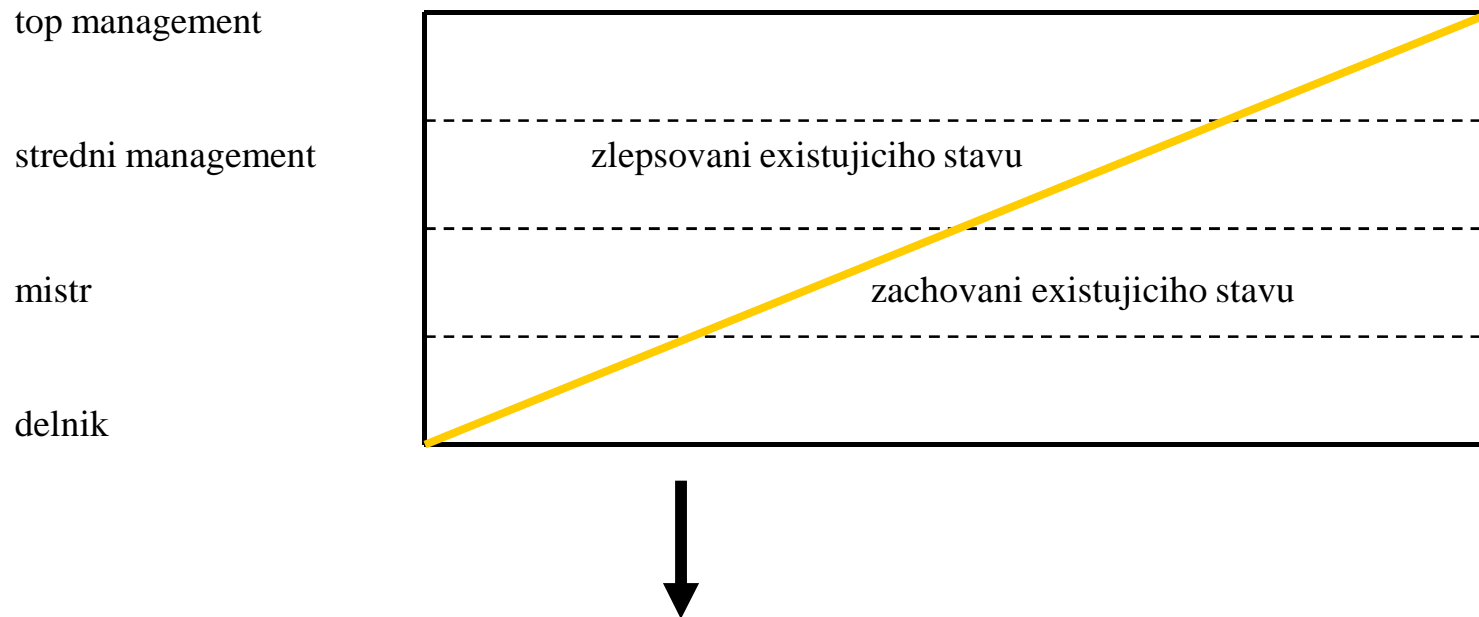 top management
stredni management
zlepsovani existujiciho stavu
mistr
zachovani existujiciho stavu
delnik